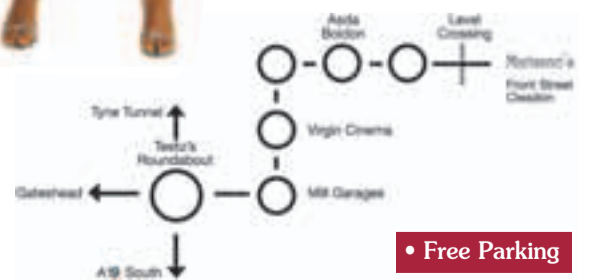 Asda
Boldon
Level
Crossing
Front Street
Cleadon
Tyne Tunnel
Virgin Cinema
Testo's
Roundabout
Gateshead
Mill Garages
A19 South
• Free Parking